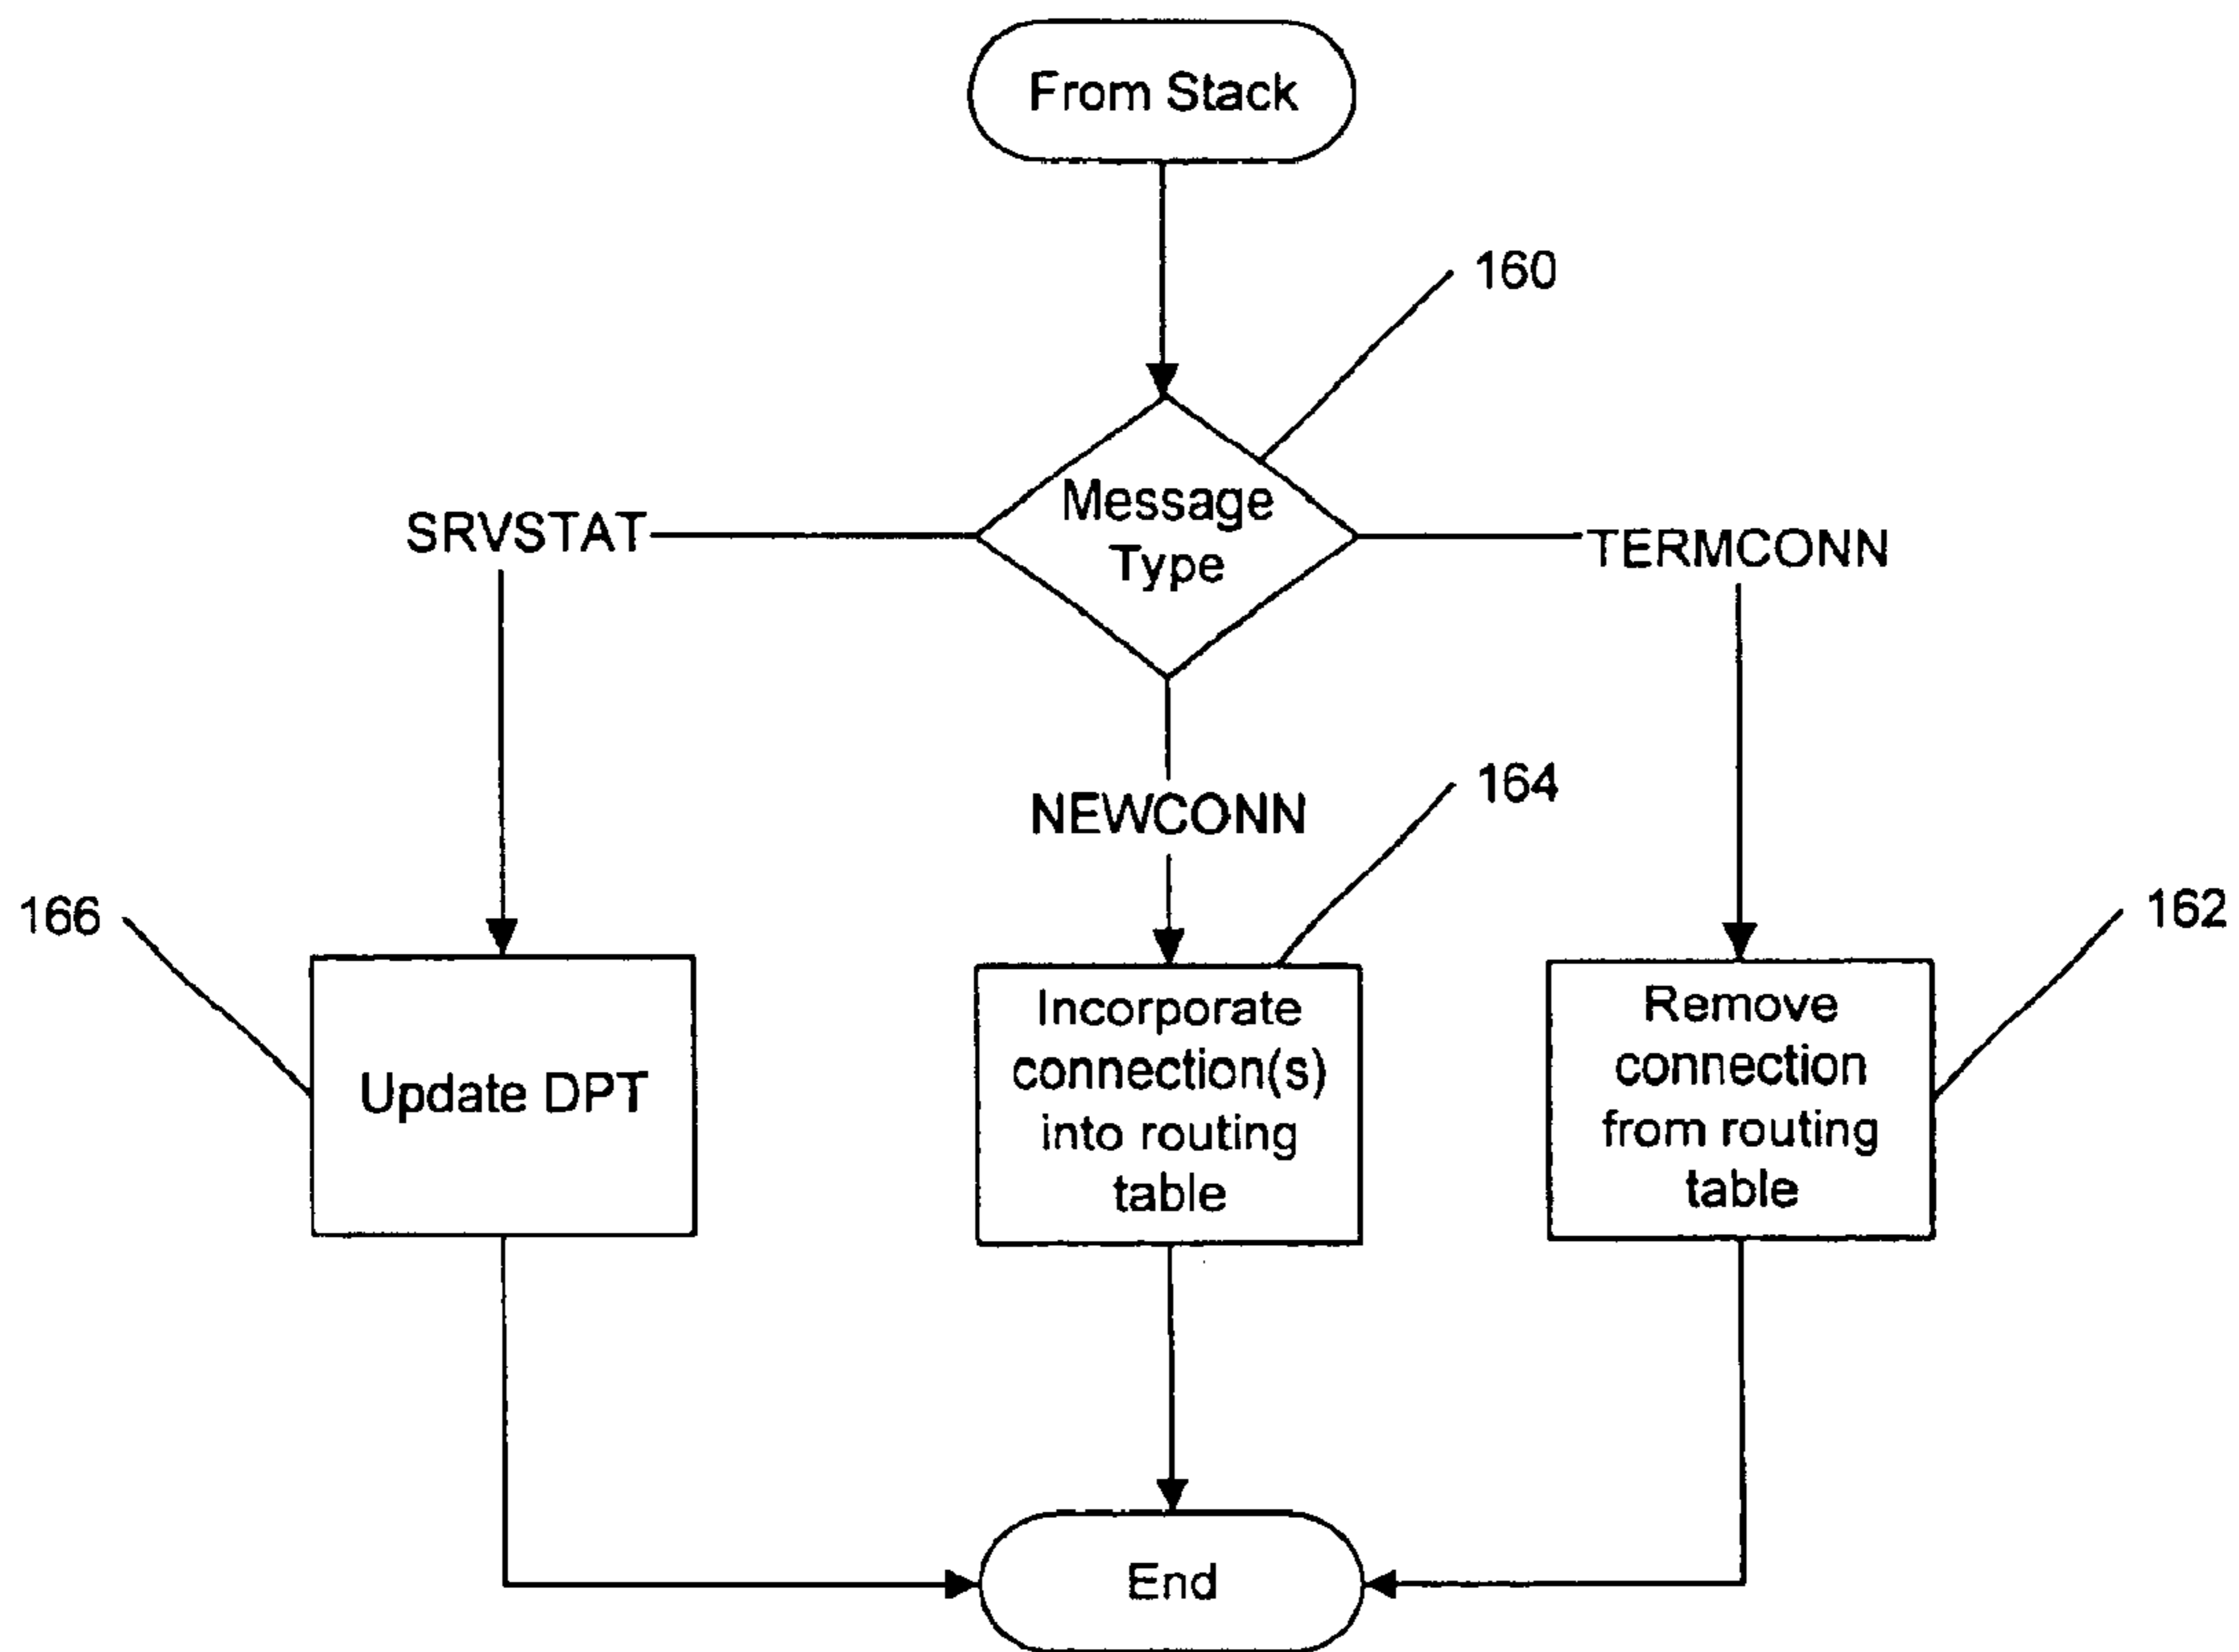 From Stack
160
Message
Type
SRVSTAT
TERMCONN
NEWCONN
164
166
162
Update DPT
Incorporate
connection(s)
into routing
table
Remove
connection
from routing
table
End